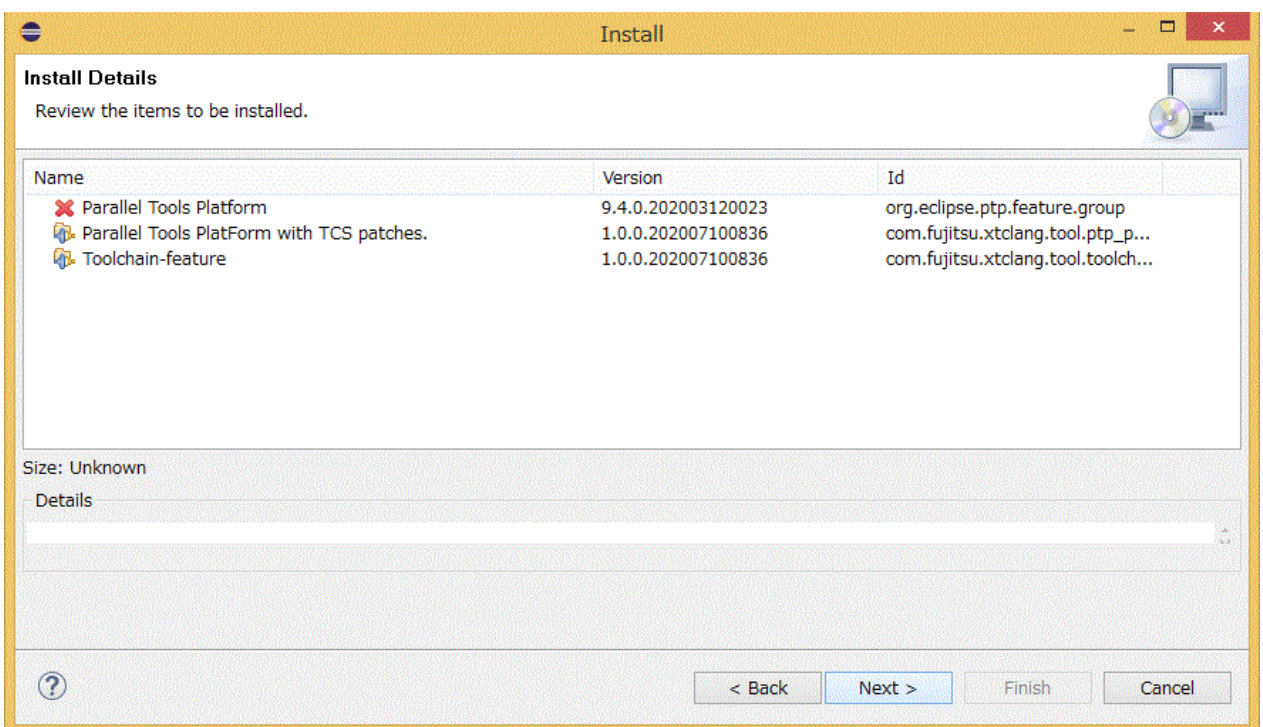 Install
Install Details
Review the items to be installed.
Name Version Id
Parallel Tools Platform 9.4.0.202003120023 org.eclipse.ptp.feature.group
Parallel Tools PlatForm with TCS patches. 1.0.0.202007100836 com.fujitsu.xtclang.tool.ptp_p...
Toolchain-feature 1.0.0.202007100836 com.fujitsu.xtclang.tool.toolch...
Size: Unknown
Details
< Back Next > Finish Cancel